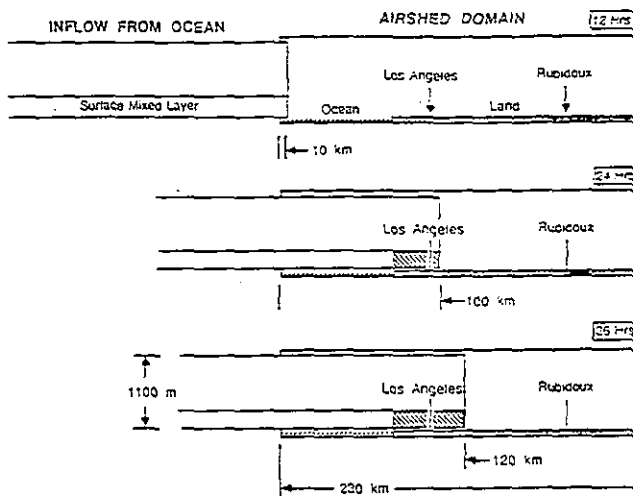 INFLOW FROM OCEAN
AIRSHED DOMAIN
12 Hrs
Los Angeles
Rubidoux
Surface Mixed Layer
Ocean
Land
10 km
24 Hrs
Los Angeles
Rubidoux
100 km
Hrs
1100 m
Los Angeles
Rubidoux
120 km
230 km